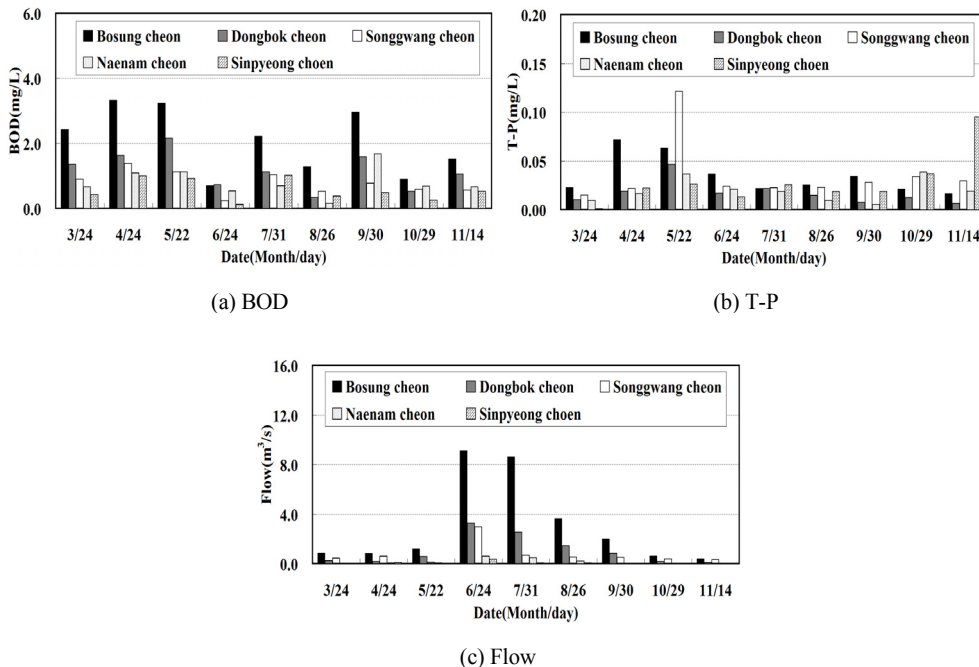 BOD(mg/L)
6.0
4.0
2.0
0.0
Bosung cheon
Dongbok cheon
Songgwang cheon
Naenam cheon
Sinpyeong choen
3/24
4/24
5/22
6/24
7/31
8/26
9/30
10/29
11/14
Date(Month/day)
(a) BOD
T-P(mg/L)
0.20
0.15
0.10
0.05
0.00
Bosung cheon
Dongbok cheon
Songgwang cheon
Naenam cheon
Sinpyeong choen
3/24
4/24
5/22
6/24
7/31
8/26
9/30
10/29
11/14
Date(Month/day)
(b) T-P
Flow(m³/s)
16.0
12.0
8.0
4.0
0.0
Bosung cheon
Dongbok cheon
Songgwang cheon
Naenam cheon
Sinpyeong choen
3/24
4/24
5/22
6/24
7/31
8/26
9/30
10/29
11/14
Date(Month/day)
(c) Flow